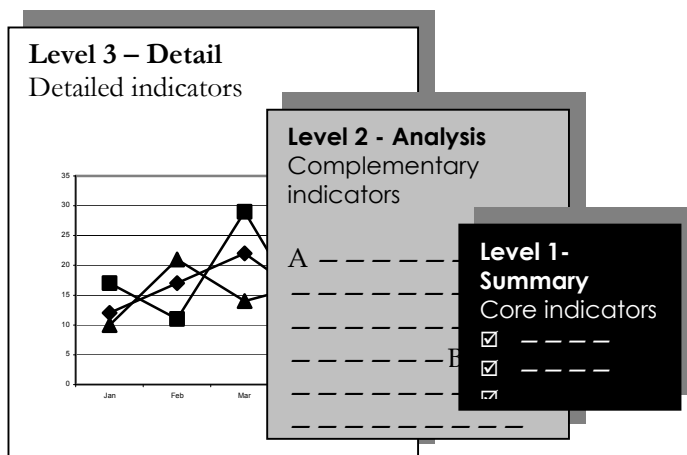 Level 3 – Detail
Detailed indicators
35
30
25
20
15
10
5
0
Jan
Feb
Mar
Level 2 - Analysis
Complementary
indicators
A
B
Level 1-
Summary
Core indicators